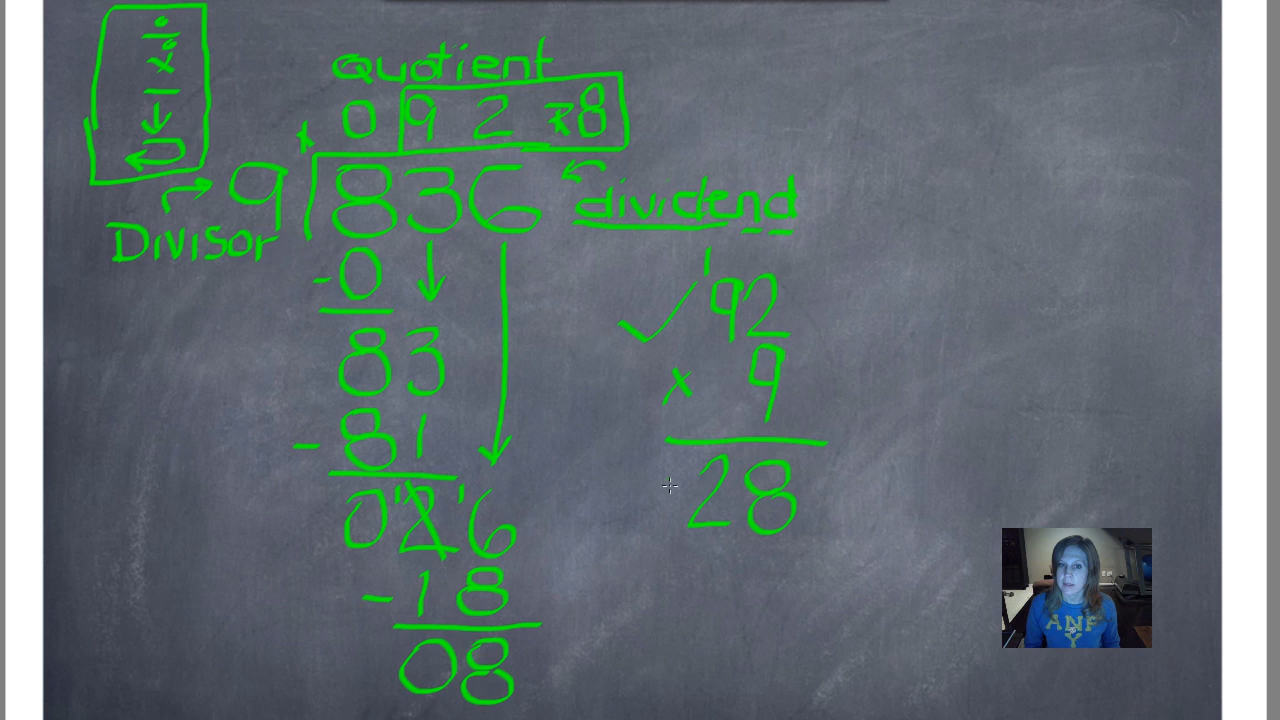 ÷
x
-
↓
Quotient
x 0 9 2 R8
9 836
dividend
Divisor
-0
83
-81
026
-18
08
1
✓ 92
x 9
28
ANF
Y